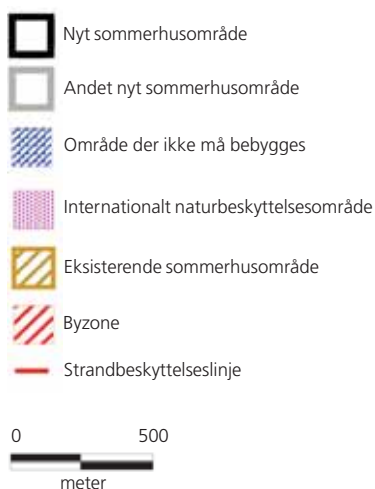 Nyt sommerhusområde
Andet nyt sommerhusområde
Område der ikke må bebygges
Internationalt naturbeskyttelsesområde
Eksisterende sommerhusområde
Byzone
Strandbeskyttelseslinje
0 500
meter